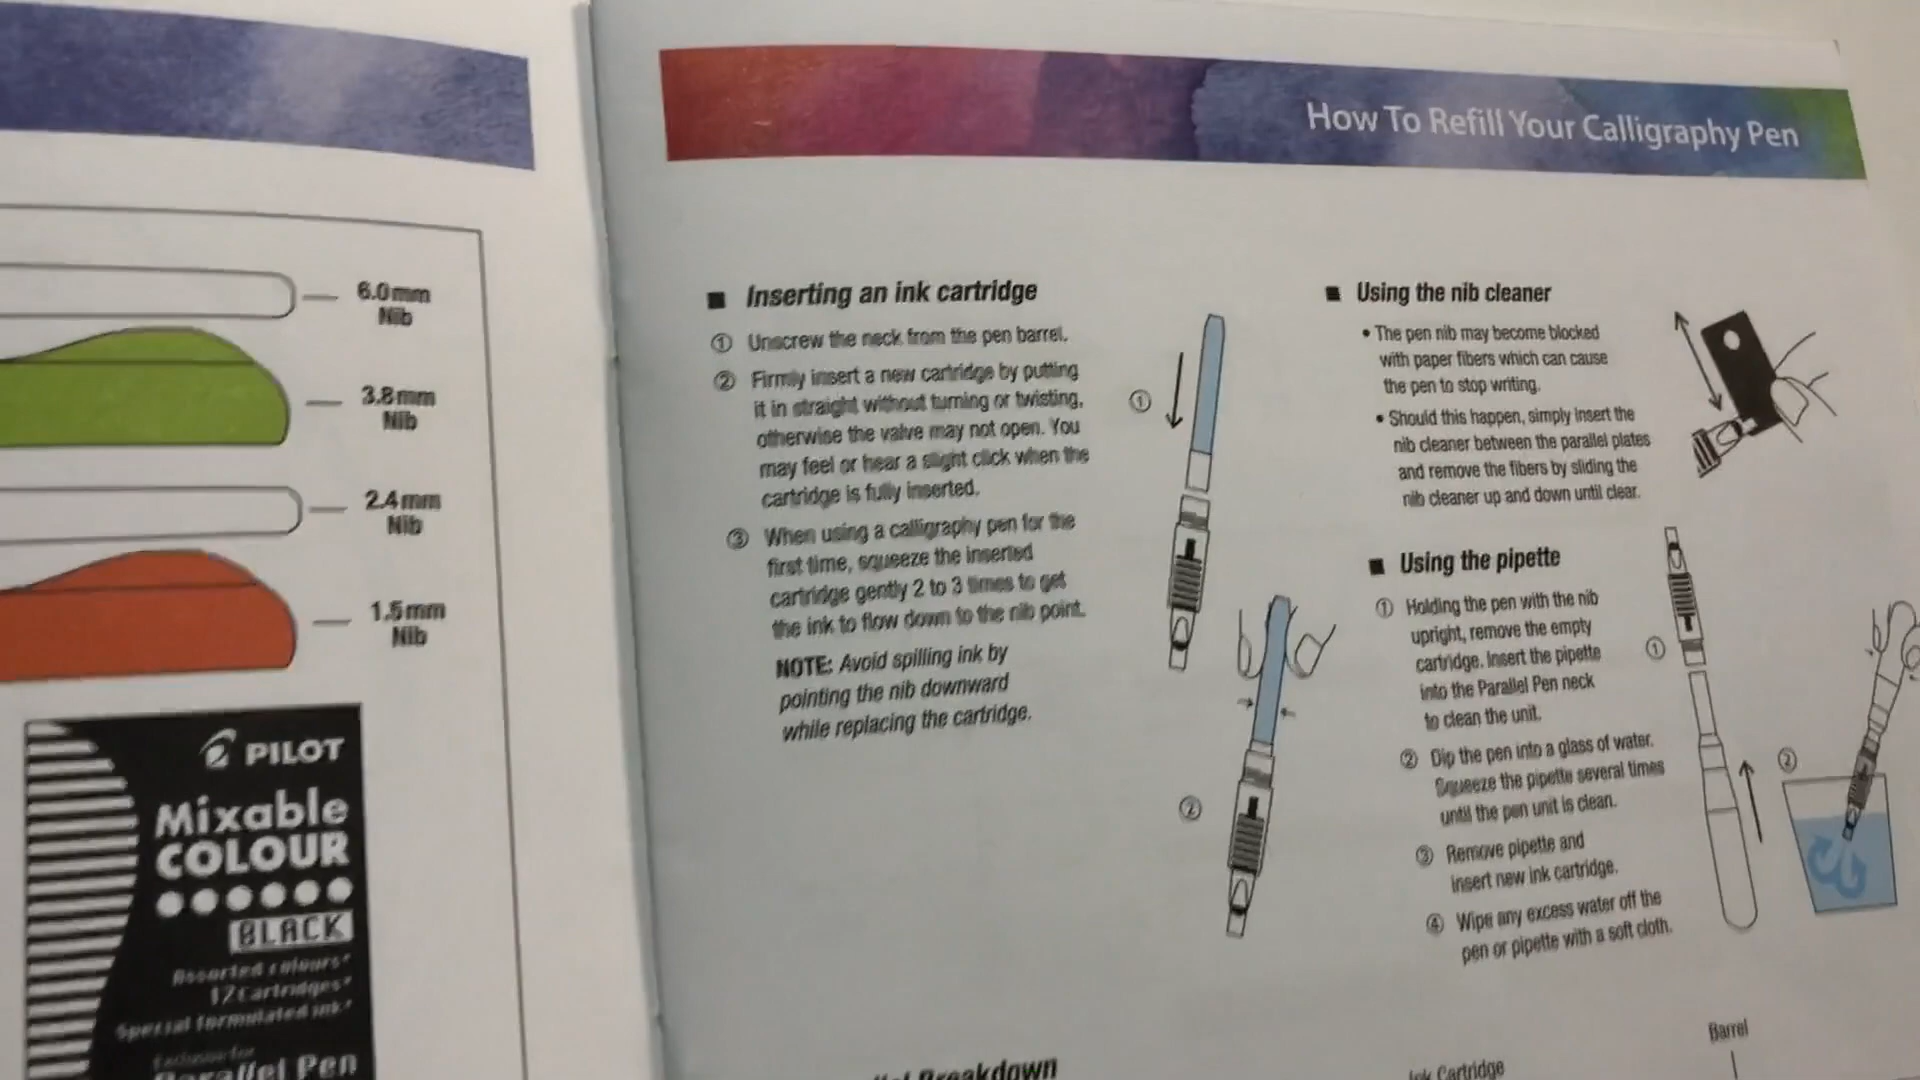 6.0mm
Nib
3.8mm
Nib
2.4mm
Nib
1.5mm
Nib
PILOT
Mixable
COLOUR
BLACK
Assorted colours*
12 Cartridges*
Special formulated ink*
Exclusive for
Parallel Pen
How To Refill Your Calligraphy Pen
Inserting an ink cartridge
① Unscrew the neck from the pen barrel.
② Firmly insert a new cartridge by putting
it in straight without turning or twisting,
otherwise the valve may not open. You
may feel or hear a slight click when the
cartridge is fully inserted.
③ When using a calligraphy pen for the
first time, squeeze the inserted
cartridge gently 2 to 3 times to get
the ink to flow down to the nib point.
NOTE: Avoid spilling ink by
pointing the nib downward
while replacing the cartridge.
①
②
Using the nib cleaner
• The pen nib may become blocked
with paper fibers which can cause
the pen to stop writing.
• Should this happen, simply insert the
nib cleaner between the parallel plates
and remove the fibers by sliding the
nib cleaner up and down until clear.
Using the pipette
① Holding the pen with the nib
upright, remove the empty
cartridge. Insert the pipette
into the Parallel Pen neck
to clean the unit.
② Dip the pen into a glass of water.
Squeeze the pipette several times
until the pen unit is clean.
③ Remove pipette and
insert new ink cartridge.
④ Wipe any excess water off the
pen or pipette with a soft cloth.
①
②
Breakdown
Ink Cartridge
Barrel